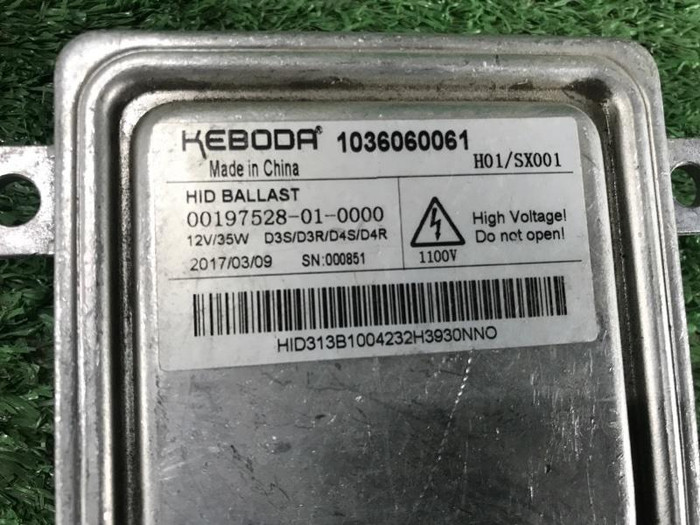 KEBODA® 1036060061
Made in China H01/SX001
HID BALLAST
00197528-01-0000
12V/35W D3S/D3R/D4S/D4R
2017/03/09 SN:000851
High Voltage!
Do not open!
1100V
HID313B1004232H3930NNO